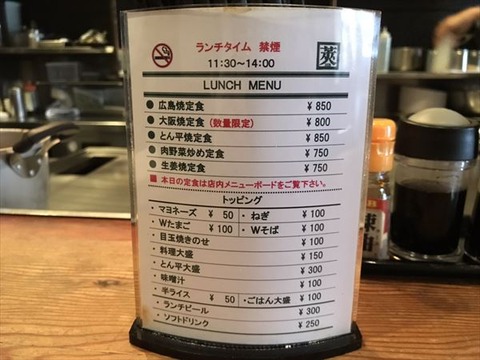 ランチタイム 禁煙
11:30~14:00
LUNCH MENU
● 広島焼定食 ¥ 850
● 大阪焼定食 (数量限定) ¥ 800
● とん平焼定食 ¥ 850
● 肉野菜炒め定食 ¥ 750
● 生姜焼定食 ¥ 750
■ 本日の定食は店内メニューボードをご覧下さい。
トッピング
・マヨネーズ ¥ 50 ・ねぎ ¥ 100
・Wたまご ¥ 100 ・Wそば ¥ 100
・目玉焼きのせ ¥ 100
・料理大盛 ¥ 150
・とん平大盛 ¥ 300
・味噌汁 ¥ 100
・半ライス ¥ 50 ・ごはん大盛 ¥ 100
・ランチビール ¥ 300
・ソフトドリンク ¥ 250